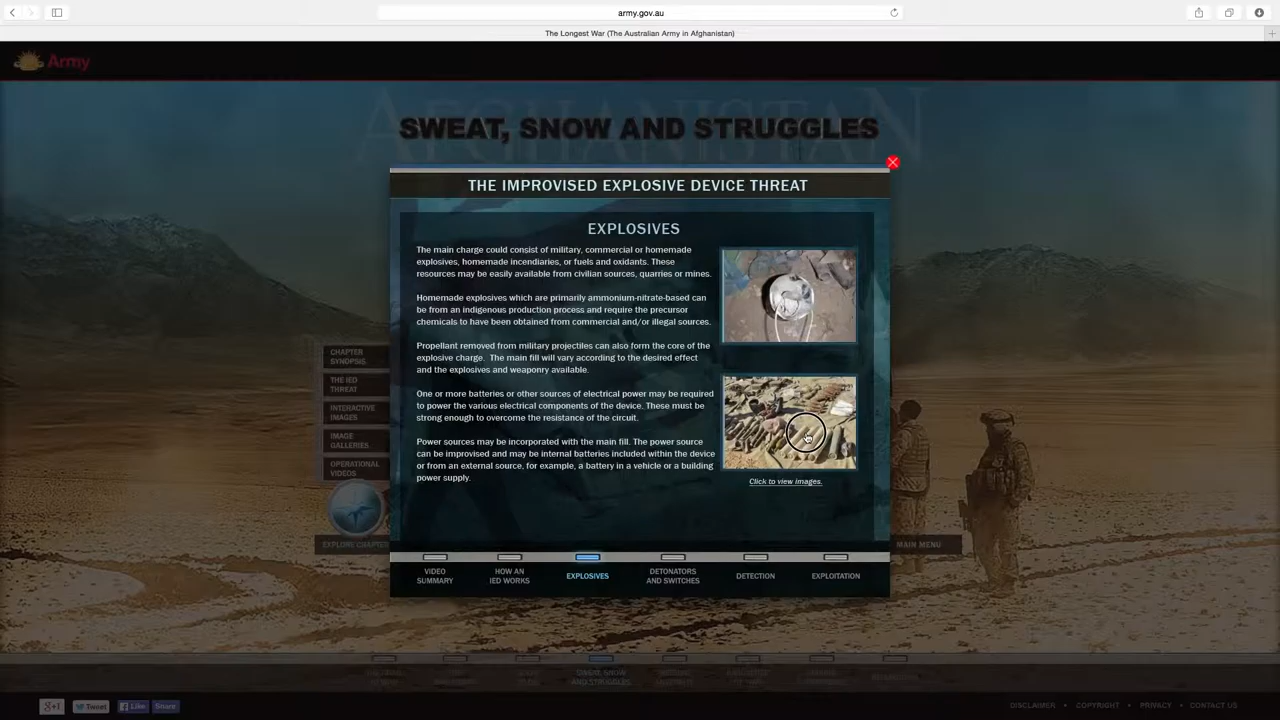 army.gov.au
The Longest War (The Australian Army in Afghanistan)
Army
AFGHANISTAN
SWEAT, SNOW AND STRUGGLES
THE IMPROVISED EXPLOSIVE DEVICE THREAT
EXPLOSIVES
The main charge could consist of military, commercial or homemade
explosives, homemade incendiaries, or fuels and oxidants. These
resources may be easily available from civilian sources, quarries or mines.
Homemade explosives which are primarily ammonium-nitrate-based can
be from an indigenous production process and require the precursor
chemicals to have been obtained from commercial and/or illegal sources.
Propellant removed from military projectiles can also form the core of the
explosive charge. The main fill will vary according to the desired effect
and the explosives and weaponry available.
One or more batteries or other sources of electrical power may be required
to power the various electrical components of the device. These must be
strong enough to overcome the resistance of the circuit.
Power sources may be incorporated with the main fill. The power source
can be improvised and may be internal batteries included within the device
or from an external source, for example, a battery in a vehicle or a building
power supply.
Click to view images.
CHAPTER
SYNOPSIS
THE IED
THREAT
INTERACTIVE
IMAGES
IMAGE
GALLERIES
OPERATIONAL
VIDEOS
EXPLORE CHAPTER
MAIN MENU
VIDEO
SUMMARY
HOW AN
IED WORKS
EXPLOSIVES
DETONATORS
AND SWITCHES
DETECTION
EXPLOITATION
SWEAT, SNOW
AND STRUGGLES
g+1
Tweet
Like
Share
DISCLAIMER • COPYRIGHT • PRIVACY • CONTACT US